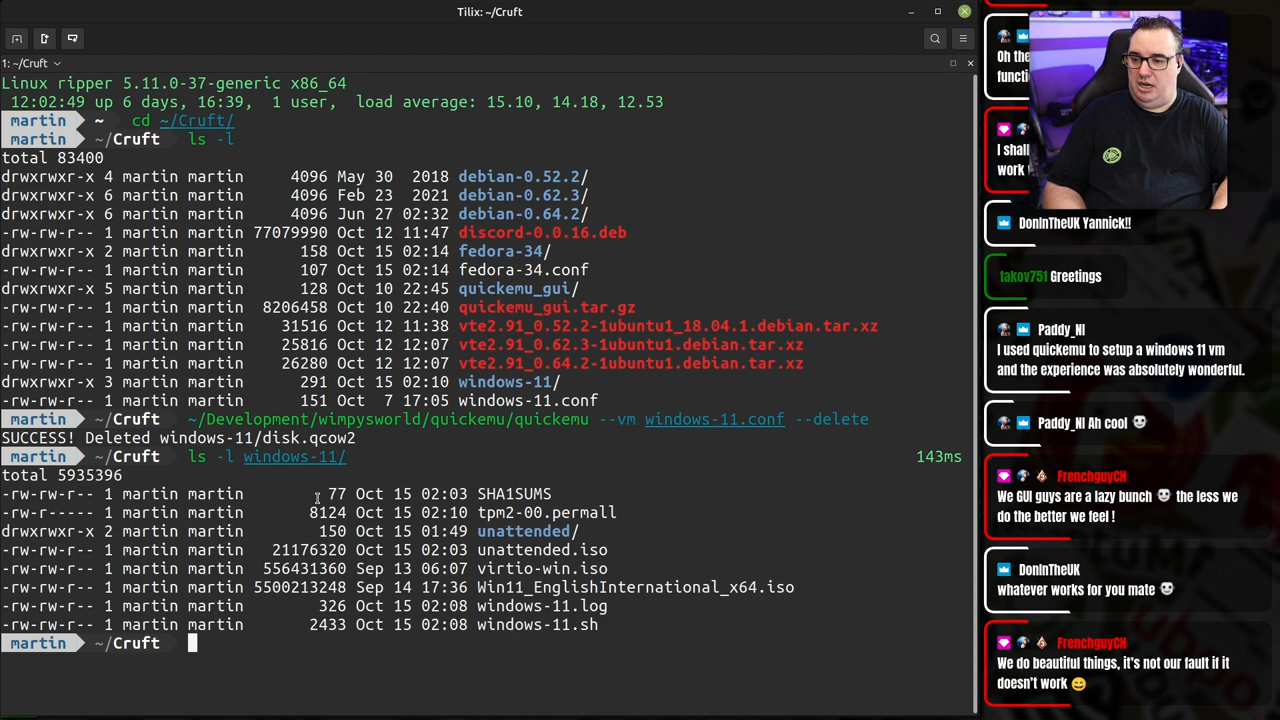 Tilix: ~/Cruft
1: ~/Cruft
Linux ripper 5.11.0-37-generic x86_64
12:02:49 up 6 days, 16:39, 1 user, load average: 15.10, 14.18, 12.53
martin ~ cd ~/Cruft/
martin ~/Cruft ls -l
total 83400
drwxrwxr-x 4 martin martin 4096 May 30 2018 debian-0.52.2/
drwxrwxr-x 6 martin martin 4096 Feb 23 2021 debian-0.62.3/
drwxrwxr-x 6 martin martin 4096 Jun 27 02:32 debian-0.64.2/
-rw-rw-r-- 1 martin martin 77079990 Oct 12 11:47 discord-0.0.16.deb
drwxrwxr-x 2 martin martin 158 Oct 15 02:14 fedora-34/
-rw-rw-r-- 1 martin martin 107 Oct 15 02:14 fedora-34.conf
drwxrwxr-x 5 martin martin 128 Oct 10 22:45 quickemu_gui/
-rw-rw-r-- 1 martin martin 8206458 Oct 10 22:40 quickemu_gui.tar.gz
-rw-rw-r-- 1 martin martin 31516 Oct 12 11:38 vte2.91_0.52.2-1ubuntu1_18.04.1.debian.tar.xz
-rw-rw-r-- 1 martin martin 25816 Oct 12 12:07 vte2.91_0.62.3-1ubuntu1.debian.tar.xz
-rw-rw-r-- 1 martin martin 26280 Oct 12 12:07 vte2.91_0.64.2-1ubuntu1.debian.tar.xz
drwxrwxr-x 3 martin martin 291 Oct 15 02:10 windows-11/
-rw-rw-r-- 1 martin martin 151 Oct 7 17:05 windows-11.conf
martin ~/Cruft ~/Development/wimpysworld/quickemu/quickemu --vm windows-11.conf --delete
SUCCESS! Deleted windows-11/disk.qcow2
martin ~/Cruft ls -l windows-11/ 143ms
total 5935396
-rw-rw-r-- 1 martin martin 77 Oct 15 02:03 SHA1SUMS
-rw-r----- 1 martin martin 8124 Oct 15 02:10 tpm2-00.permall
drwxrwxr-x 2 martin martin 150 Oct 15 01:49 unattended/
-rw-rw-r-- 1 martin martin 21176320 Oct 15 02:03 unattended.iso
-rw-rw-r-- 1 martin martin 556431360 Sep 13 06:07 virtio-win.iso
-rw-rw-r-- 1 martin martin 5500213248 Sep 14 17:36 Win11_EnglishInternational_x64.iso
-rw-rw-r-- 1 martin martin 326 Oct 15 02:08 windows-11.log
-rw-rw-r-- 1 martin martin 2433 Oct 15 02:08 windows-11.sh
martin ~/Cruft
Oh the
I shall
work
DonInTheUK Yannick!!
takov751 Greetings
Paddy_NI
I used quickemu to setup a windows 11 vm
and the experience was absolutely wonderful.
Paddy_NI Ah cool
FrenchguyCH
We GUI guys are a lazy bunch the less we
do the better we feel !
DonInTheUK
whatever works for you mate
FrenchguyCH
We do beautiful things, it's not our fault if it
doesn't work